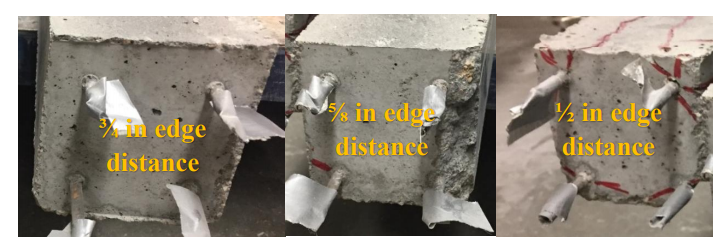 ¾ in edge
distance
⅝ in edge
distance
½ in edge
distance